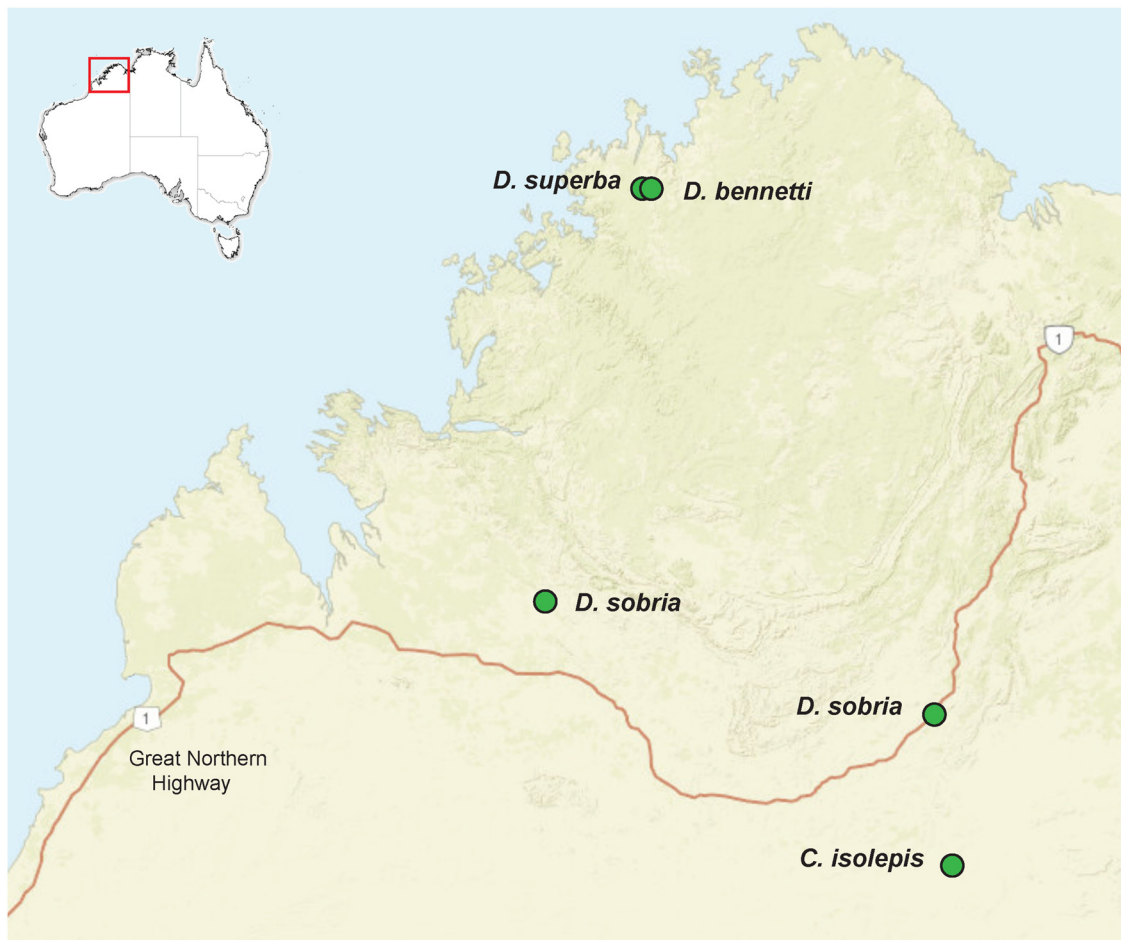 D. superba
D. bennetti
1
D. sobria
D. sobria
1
Great Northern
Highway
C. isolepis